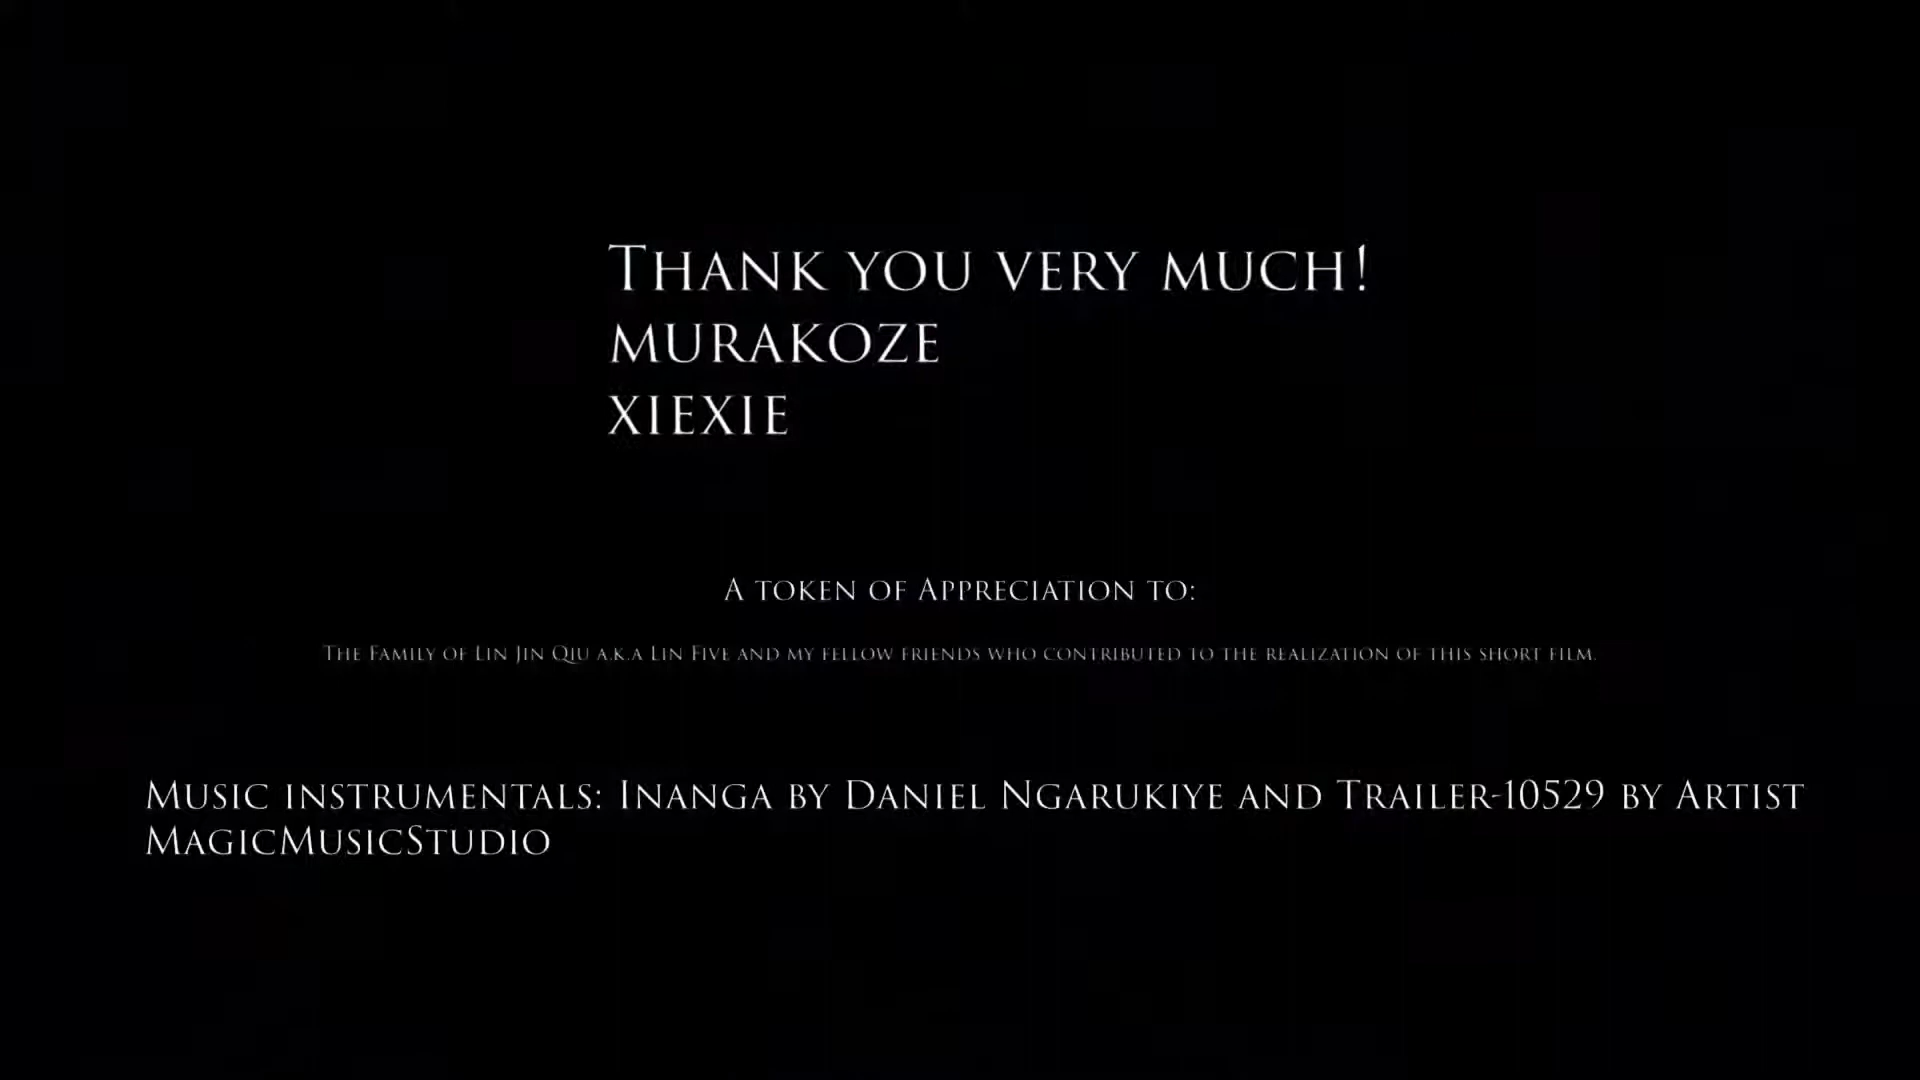 Thank you very much!
murakoze
xiexie
A token of Appreciation to:
The Family of Lin Jin Qiu a.k.a Lin Five and my fellow friends who contributed to the realization of this short film.
Music instrumentals: Inanga by Daniel Ngarukiye and Trailer-10529 by Artist
MagicMusicStudio